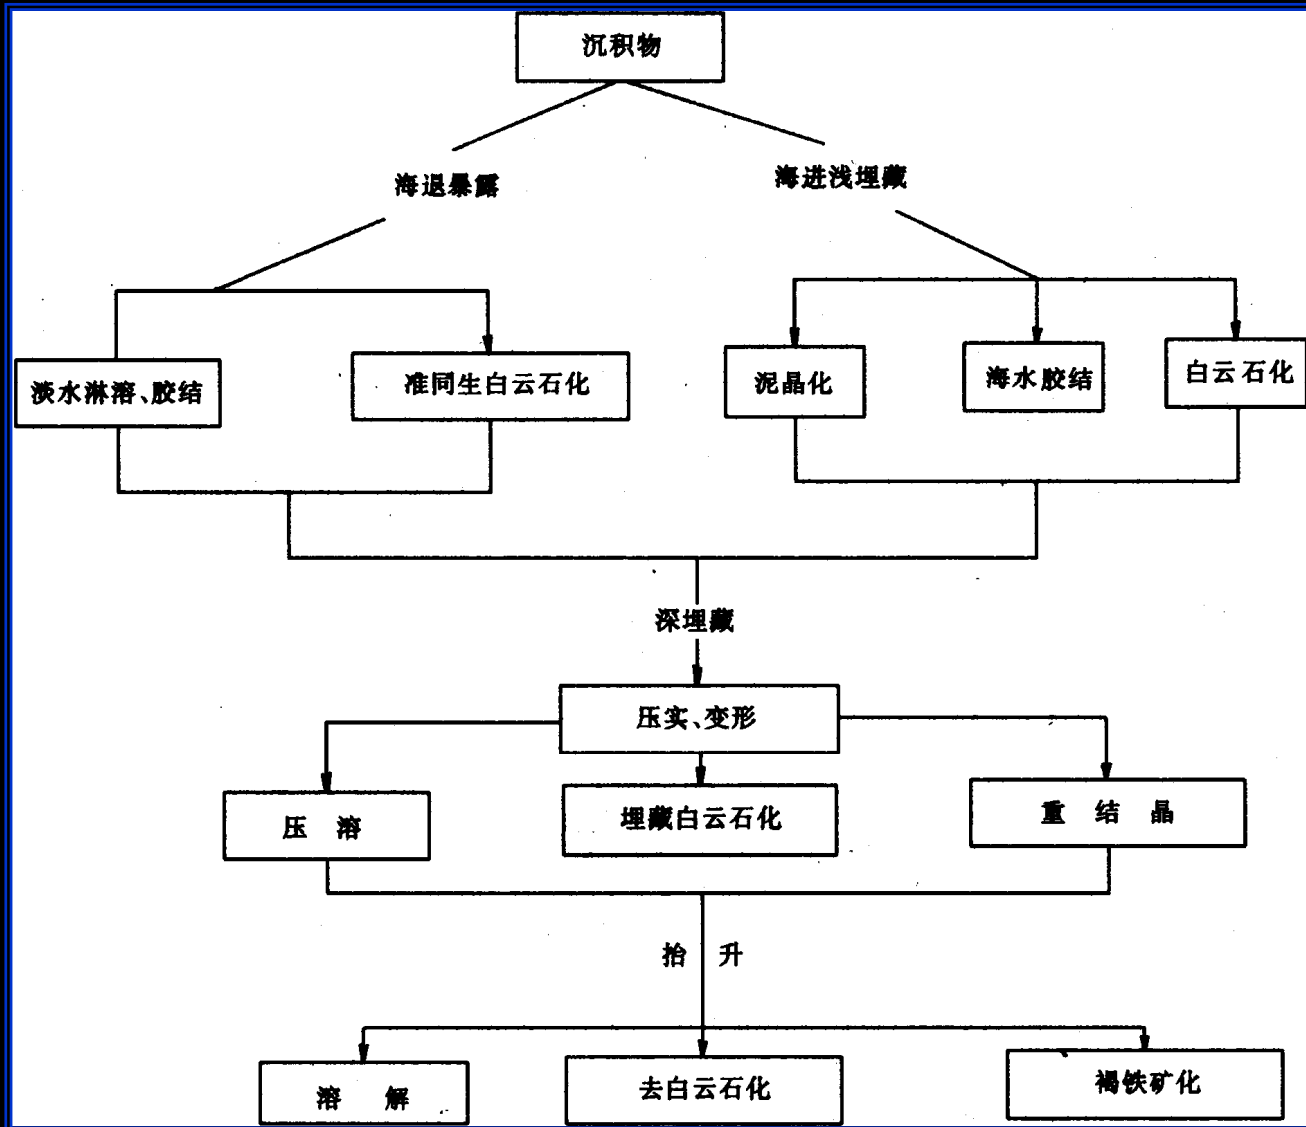 沉积物
海退暴露
海进浅埋藏
淡水淋溶、胶结
准同生白云石化
泥晶化
海水胶结
白云石化
深埋藏
压实、变形
压溶
埋藏白云石化
重结晶
抬升
溶解
去白云石化
褐铁矿化